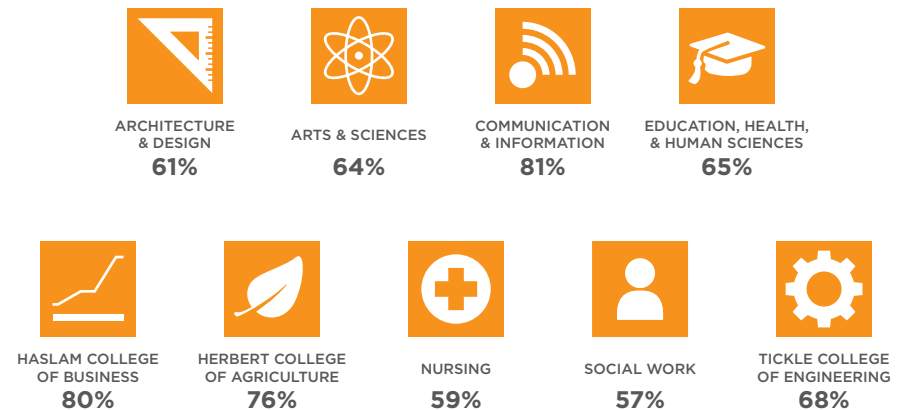 ARCHITECTURE
& DESIGN
61%
ARTS & SCIENCES
64%
COMMUNICATION
& INFORMATION
81%
EDUCATION, HEALTH,
& HUMAN SCIENCES
65%
HASLAM COLLEGE
OF BUSINESS
80%
HERBERT COLLEGE
OF AGRICULTURE
76%
NURSING
59%
SOCIAL WORK
57%
TICKLE COLLEGE
OF ENGINEERING
68%